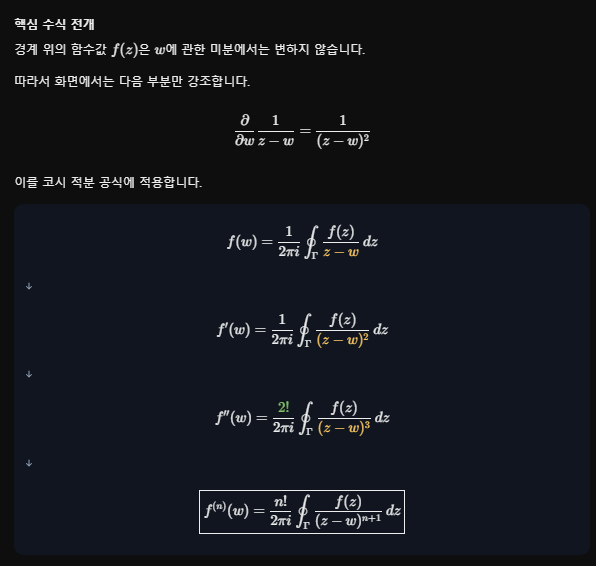 핵심 수식 전개
경계 위의 함수값 f(z)은 w에 관한 미분에서는 변하지 않습니다.
따라서 화면에서는 다음 부분만 강조합니다.
∂/∂w 1/(z − w) = 1/(z − w)²
이를 코시 적분 공식에 적용합니다.
f(w) = 1/(2πi) ∮_Γ f(z)/(z − w) dz
↓
f′(w) = 1/(2πi) ∮_Γ f(z)/(z − w)² dz
↓
f″(w) = 2!/(2πi) ∮_Γ f(z)/(z − w)³ dz
↓
f⁽ⁿ⁾(w) = n!/(2πi) ∮_Γ f(z)/(z − w)ⁿ⁺¹ dz